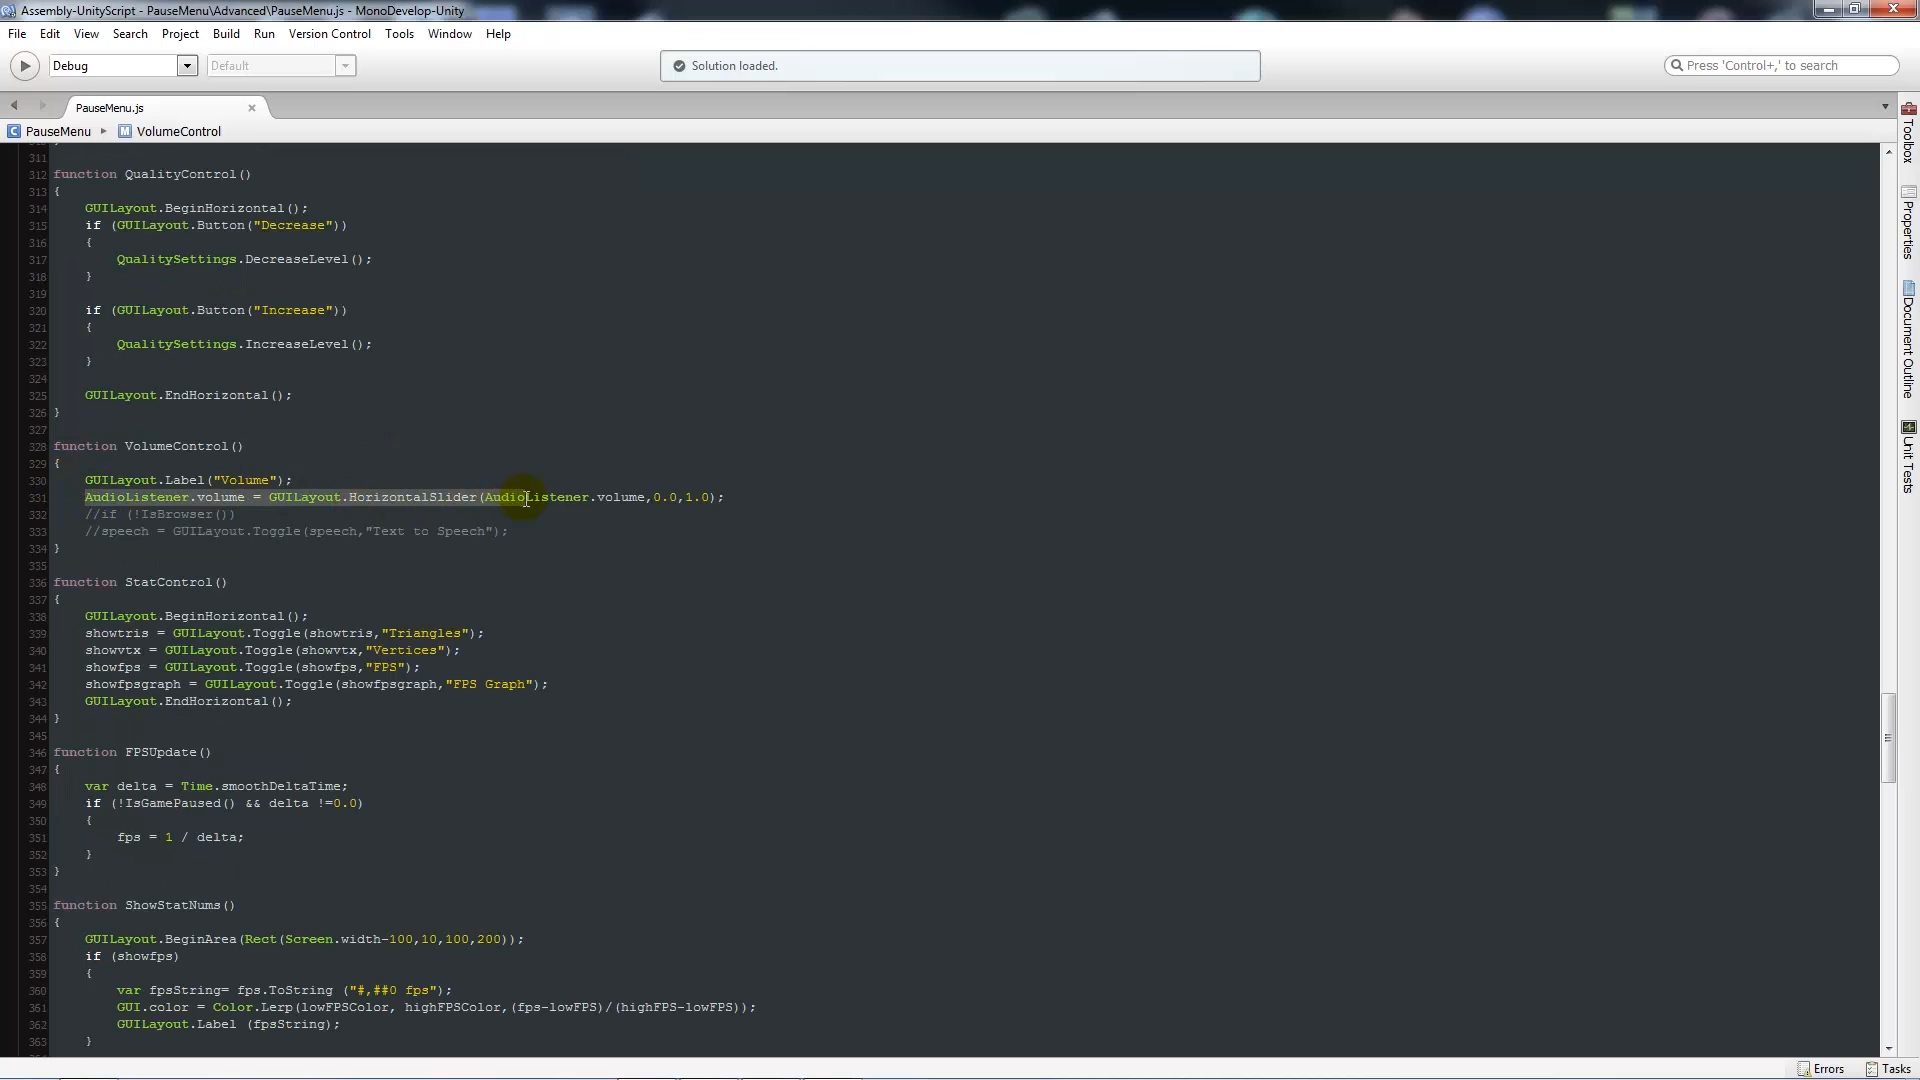 Assembly-UnityScript - PauseMenu\Advanced\PauseMenu.js - MonoDevelop-Unity
File Edit View Search Project Build Run Version Control Tools Window Help
Debug Default Solution loaded. Press 'Control+,' to search
PauseMenu.js
PauseMenu VolumeControl
311
312 function QualityControl()
313 {
314 GUILayout.BeginHorizontal();
315 if (GUILayout.Button("Decrease"))
316 {
317 QualitySettings.DecreaseLevel();
318 }
319
320 if (GUILayout.Button("Increase"))
321 {
322 QualitySettings.IncreaseLevel();
323 }
324
325 GUILayout.EndHorizontal();
326 }
327
328 function VolumeControl()
329 {
330 GUILayout.Label("Volume");
331 AudioListener.volume = GUILayout.HorizontalSlider(AudioListener.volume,0.0,1.0);
332 //if (!IsBrowser())
333 //speech = GUILayout.Toggle(speech,"Text to Speech");
334 }
335
336 function StatControl()
337 {
338 GUILayout.BeginHorizontal();
339 showtris = GUILayout.Toggle(showtris,"Triangles");
340 showvtx = GUILayout.Toggle(showvtx,"Vertices");
341 showfps = GUILayout.Toggle(showfps,"FPS");
342 showfpsgraph = GUILayout.Toggle(showfpsgraph,"FPS Graph");
343 GUILayout.EndHorizontal();
344 }
345
346 function FPSUpdate()
347 {
348 var delta = Time.smoothDeltaTime;
349 if (!IsGamePaused() && delta !=0.0)
350 {
351 fps = 1 / delta;
352 }
353 }
354
355 function ShowStatNums()
356 {
357 GUILayout.BeginArea(Rect(Screen.width-100,10,100,200));
358 if (showfps)
359 {
360 var fpsString= fps.ToString ("#,##0 fps");
361 GUI.color = Color.Lerp(lowFPSColor, highFPSColor,(fps-lowFPS)/(highFPS-lowFPS));
362 GUILayout.Label (fpsString);
363 }
Toolbox
Properties
Document Outline
Unit Tests
Errors Tasks